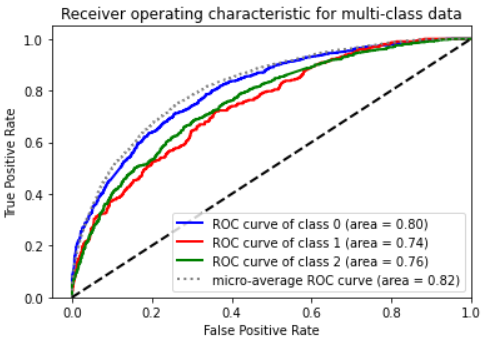 Receiver operating characteristic for multi-class data
True Positive Rate
1.0
0.8
0.6
0.4
0.2
0.0
ROC curve of class 0 (area = 0.80)
ROC curve of class 1 (area = 0.74)
ROC curve of class 2 (area = 0.76)
micro-average ROC curve (area = 0.82)
0.0 0.2 0.4 0.6 0.8 1.0
False Positive Rate